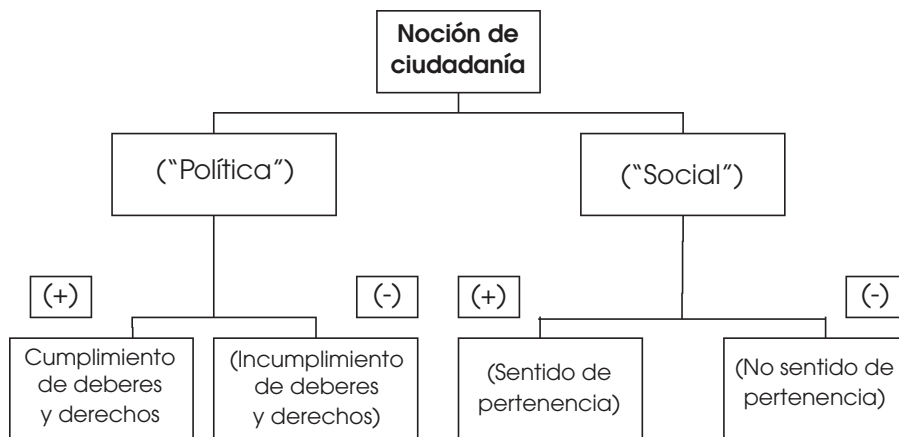 Noción de
ciudadanía
("Política")
("Social")
(+)
(-)
(+)
(-)
Cumplimiento
de deberes
y derechos
(Incumplimiento
de deberes
y derechos)
(Sentido de
pertenencia)
(No sentido de
pertenencia)